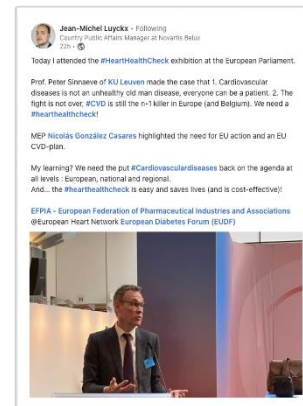 Jean-Michel Luyckx • Following
Country Public Affairs Manager at Novartis Belux
22h •
Today I attended the #HeartHealthCheck exhibition at the European Parliament.
Prof. Peter Sinnaeve of KU Leuven made the case that 1. Cardiovascular
diseases is not an unhealthy old man disease, everyone can be a patient. 2. The
fight is not over, #CVD is still the n-1 killer in Europe (and Belgium). We need a
#hearthealthcheck!
MEP Nicolás González Casares highlighted the need for EU action and an EU
CVD-plan.
My learning? We need the put #Cardiovasculardiseases back on the agenda at
all levels : European, national and regional.
And... the #hearthealthcheck is easy and saves lives (and is cost-effective)!
EFPIA - European Federation of Pharmaceutical Industries and Associations
@European Heart Network European Diabetes Forum (EUDF)